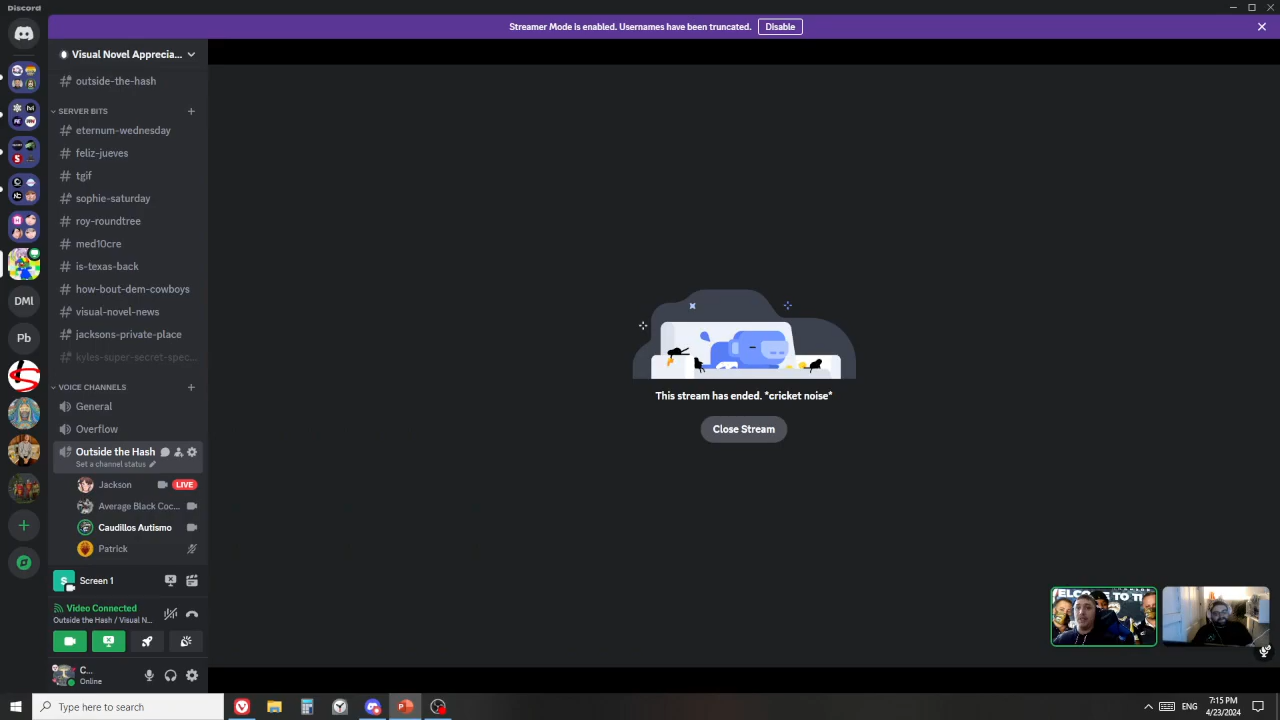 Discord
Streamer Mode is enabled. Usernames have been truncated.
Disable
Visual Novel Apprecia...
outside-the-hash
SERVER BITS
eternum-wednesday
feliz-jueves
tgif
sophie-saturday
roy-roundtree
med10cre
is-texas-back
how-bout-dem-cowboys
visual-novel-news
jacksons-private-place
kyles-super-secret-spec...
DMI
Pb
VOICE CHANNELS
General
Overflow
Outside the Hash
Set a channel status
Jackson
LIVE
Average Black Coc...
Caudillos Autismo
Patrick
S
Screen 1
Video Connected
Outside the Hash / Visual N...
C...
Online
This stream has ended. *cricket noise*
Close Stream
Type here to search
ENG
7:15 PM
4/23/2024